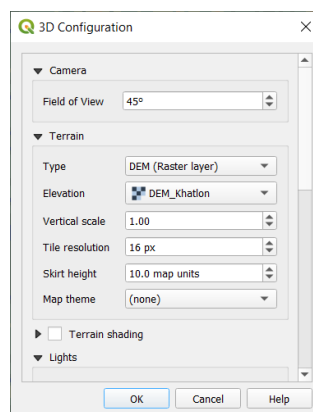 3D Configuration
Camera
Field of View 45°
Terrain
Type DEM (Raster layer)
Elevation DEM_Khatlon
Vertical scale 1.00
Tile resolution 16 px
Skirt height 10.0 map units
Map theme (none)
Terrain shading
Lights
OK Cancel Help